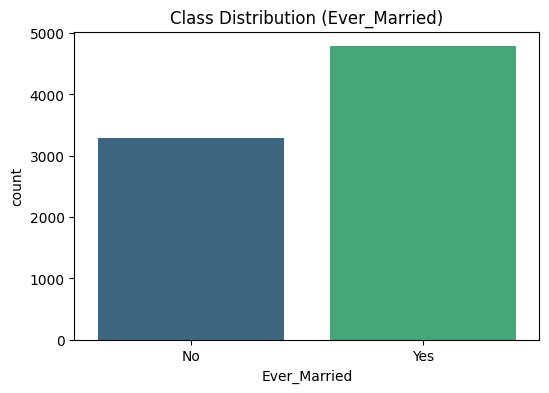 Class Distribution (Ever_Married)
5000
4000
3000
2000
1000
0
count
No
Yes
Ever_Married